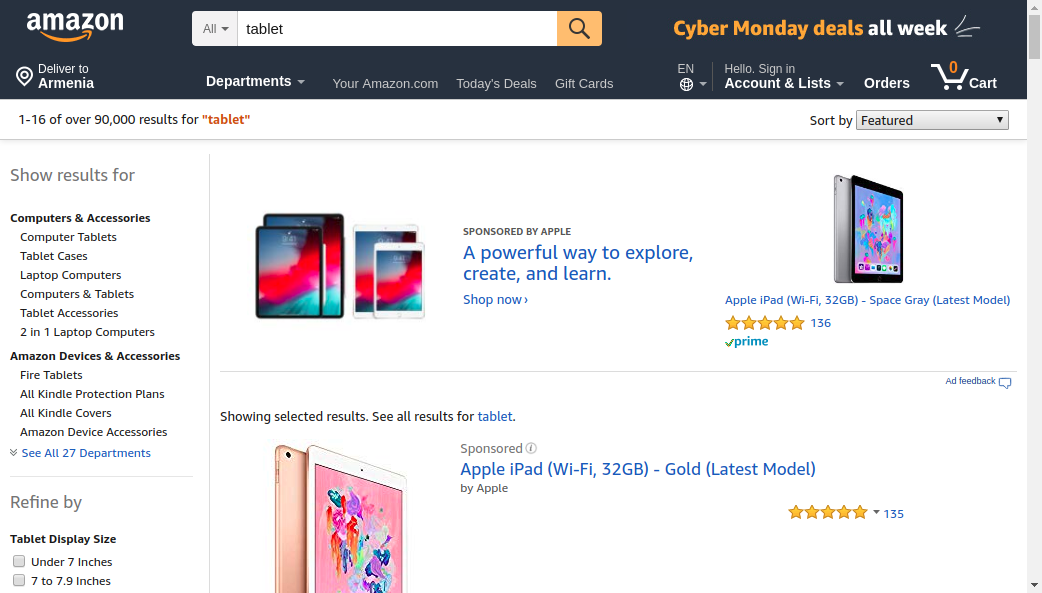 amazon
All
tablet
Cyber Monday deals all week
Deliver to
Armenia
Departments
Your Amazon.com
Today's Deals
Gift Cards
EN
Hello. Sign in
Account & Lists
Orders
0
Cart
1-16 of over 90,000 results for "tablet"
Sort by Featured
Show results for
Computers & Accessories
Computer Tablets
Tablet Cases
Laptop Computers
Computers & Tablets
Tablet Accessories
2 in 1 Laptop Computers
Amazon Devices & Accessories
Fire Tablets
All Kindle Protection Plans
All Kindle Covers
Amazon Device Accessories
See All 27 Departments
Refine by
Tablet Display Size
Under 7 Inches
7 to 7.9 Inches
SPONSORED BY APPLE
A powerful way to explore,
create, and learn.
Shop now ›
Apple iPad (Wi-Fi, 32GB) - Space Gray (Latest Model)
136
prime
Ad feedback
Showing selected results. See all results for tablet.
Sponsored
Apple iPad (Wi-Fi, 32GB) - Gold (Latest Model)
by Apple
135